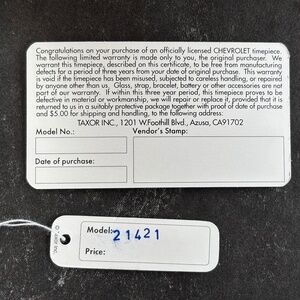 Congratulations on your purchase of an officially licensed CHEVROLET timepiece.
The following limited warranty is made only to you, the original purchaser. We
warrant this timepiece, described on this certificate, to be free from manufacturing
defects for a period of three years from your date of original purchase. This warranty
is void if the timepiece has been misused, subjected to careless handling, or repaired
by anyone other than us. Glass, strap, bracelet, battery or other accessories are not
part of our warranty. If within this three year period, this timepiece proves to be
defective in material or workmanship, we will repair or replace it, provided that it is
returned to us in a suitably protective package together with proof of date of purchase
and $5.00 for shipping and handling, to the following address:
TAXOR INC., 1201 W.Foothill Blvd., Azusa, CA91702
Model No.: Vendor's Stamp:
Date of purchase:
Model: 21421
Price:
© Taxor Inc.